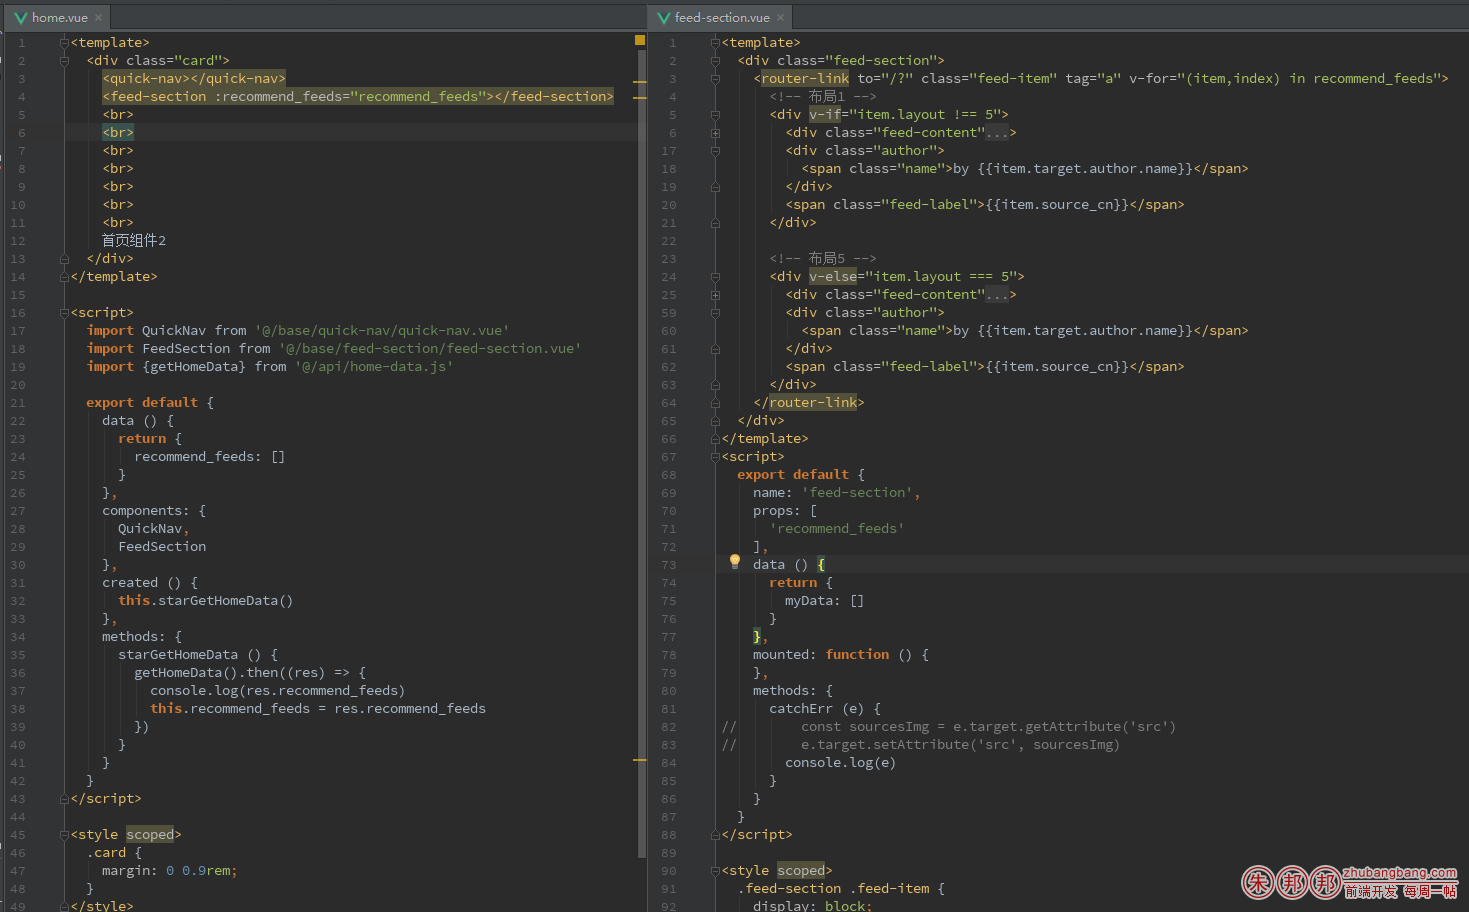 home.vue
1 <template>
2 <div class="card">
3 <quick-nav></quick-nav>
4 <feed-section :recommend_feeds="recommend_feeds"></feed-section>
5 <br>
6 <br>
7 <br>
8 <br>
9 <br>
10 <br>
11 <br>
12 首页组件2
13 </div>
14 </template>
15
16 <script>
17 import QuickNav from '@/base/quick-nav/quick-nav.vue'
18 import FeedSection from '@/base/feed-section/feed-section.vue'
19 import {getHomeData} from '@/api/home-data.js'
20
21 export default {
22 data () {
23 return {
24 recommend_feeds: []
25 }
26 },
27 components: {
28 QuickNav,
29 FeedSection
30 },
31 created () {
32 this.starGetHomeData()
33 },
34 methods: {
35 starGetHomeData () {
36 getHomeData().then((res) => {
37 console.log(res.recommend_feeds)
38 this.recommend_feeds = res.recommend_feeds
39 })
40 }
41 }
42 }
43 </script>
44
45 <style scoped>
46 .card {
47 margin: 0 0.9rem;
48 }
49 </style>
feed-section.vue
1 <template>
2 <div class="feed-section">
3 <router-link to="/?" class="feed-item" tag="a" v-for="(item,index) in recommend_feeds">
4 <!-- 布局1 -->
5 <div v-if="item.layout !== 5">
6 <div class="feed-content"...>
17 <div class="author">
18 <span class="name">by {{item.target.author.name}}</span>
19 </div>
20 <span class="feed-label">{{item.source_cn}}</span>
21 </div>
22
23 <!-- 布局5 -->
24 <div v-else="item.layout === 5">
25 <div class="feed-content"...>
59 <div class="author">
60 <span class="name">by {{item.target.author.name}}</span>
61 </div>
62 <span class="feed-label">{{item.source_cn}}</span>
63 </div>
64 </router-link>
65 </div>
66 </template>
67 <script>
68 export default {
69 name: 'feed-section',
70 props: [
71 'recommend_feeds'
72 ],
73 data () {
74 return {
75 myData: []
76 }
77 },
78 mounted: function () {
79 },
80 methods: {
81 catchErr (e) {
82 // const sourcesImg = e.target.getAttribute('src')
83 // e.target.setAttribute('src', sourcesImg)
84 console.log(e)
85 }
86 }
87 }
88 </script>
89
90 <style scoped>
91 .feed-section .feed-item {
92 display: block;
朱邦邦
zhubangbang.com
前端开发 每周一帖